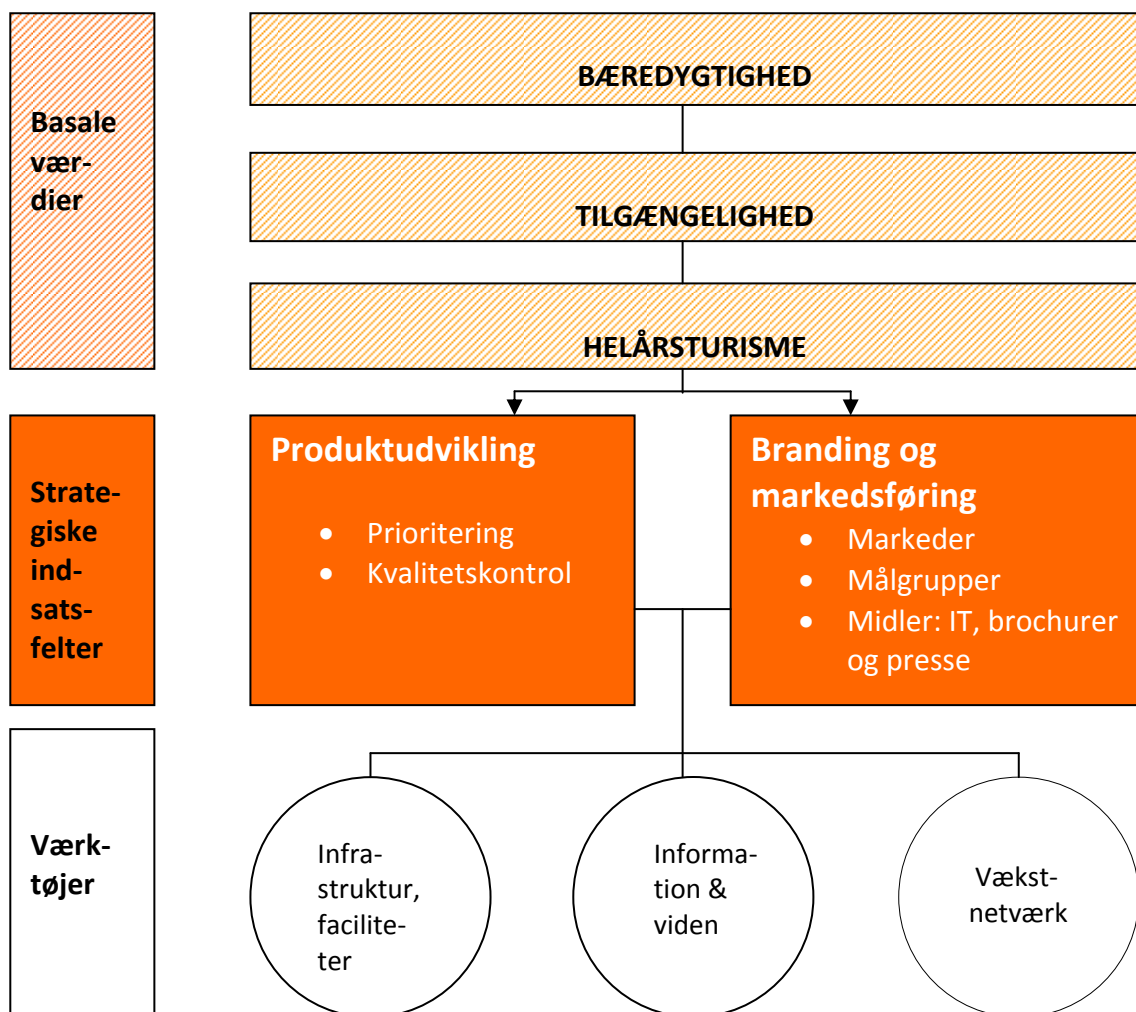 Basale
vær-
dier
BÆREDYGTIGHED
TILGÆNGELIGHED
HELÅRSTURISME
Strate-
giske
ind-
sats-
felter
Produktudvikling
• Prioritering
• Kvalitetskontrol
Branding og
markedsføring
• Markeder
• Målgrupper
• Midler: IT, brochurer
og presse
Værk-
tøjer
Infra-
struktur,
facilite-
ter
Informa-
tion &
viden
Vækst-
netværk